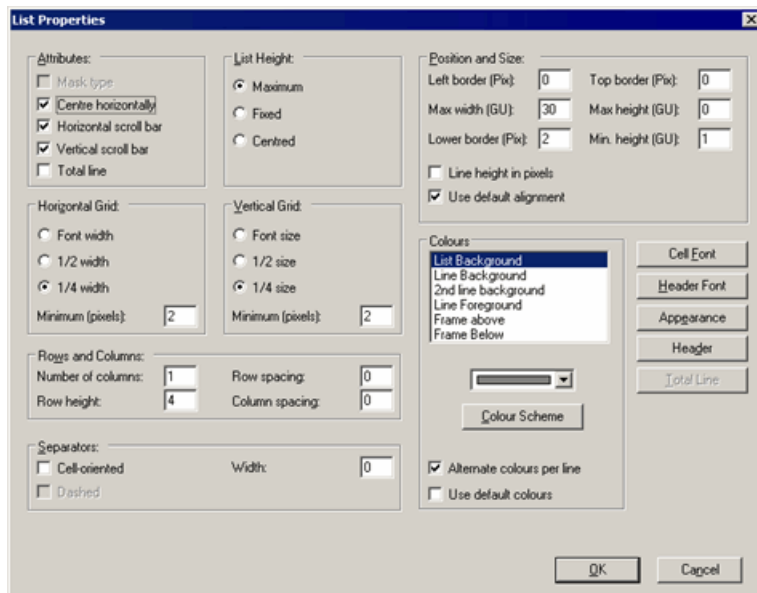 List Properties
Attributes:
Mask type
Centre horizontally
Horizontal scroll bar
Vertical scroll bar
Total line
List Height:
Maximum
Fixed
Centred
Position and Size:
Left border (Pix): 0 Top border (Pix): 0
Max width (GU): 30 Max height (GU): 0
Lower border (Pix): 2 Min. height (GU): 1
Line height in pixels
Use default alignment
Horizontal Grid:
Font width
1/2 width
1/4 width
Minimum (pixels): 2
Vertical Grid:
Font size
1/2 size
1/4 size
Minimum (pixels): 2
Colours
List Background
Line Background
2nd line background
Line Foreground
Frame above
Frame Below
Colour Scheme
Alternate colours per line
Use default colours
Cell Font
Header Font
Appearance
Header
Total Line
Rows and Columns:
Number of columns: 1 Row spacing: 0
Row height: 4 Column spacing: 0
Separators:
Cell-oriented Width: 0
Dashed
OK Cancel